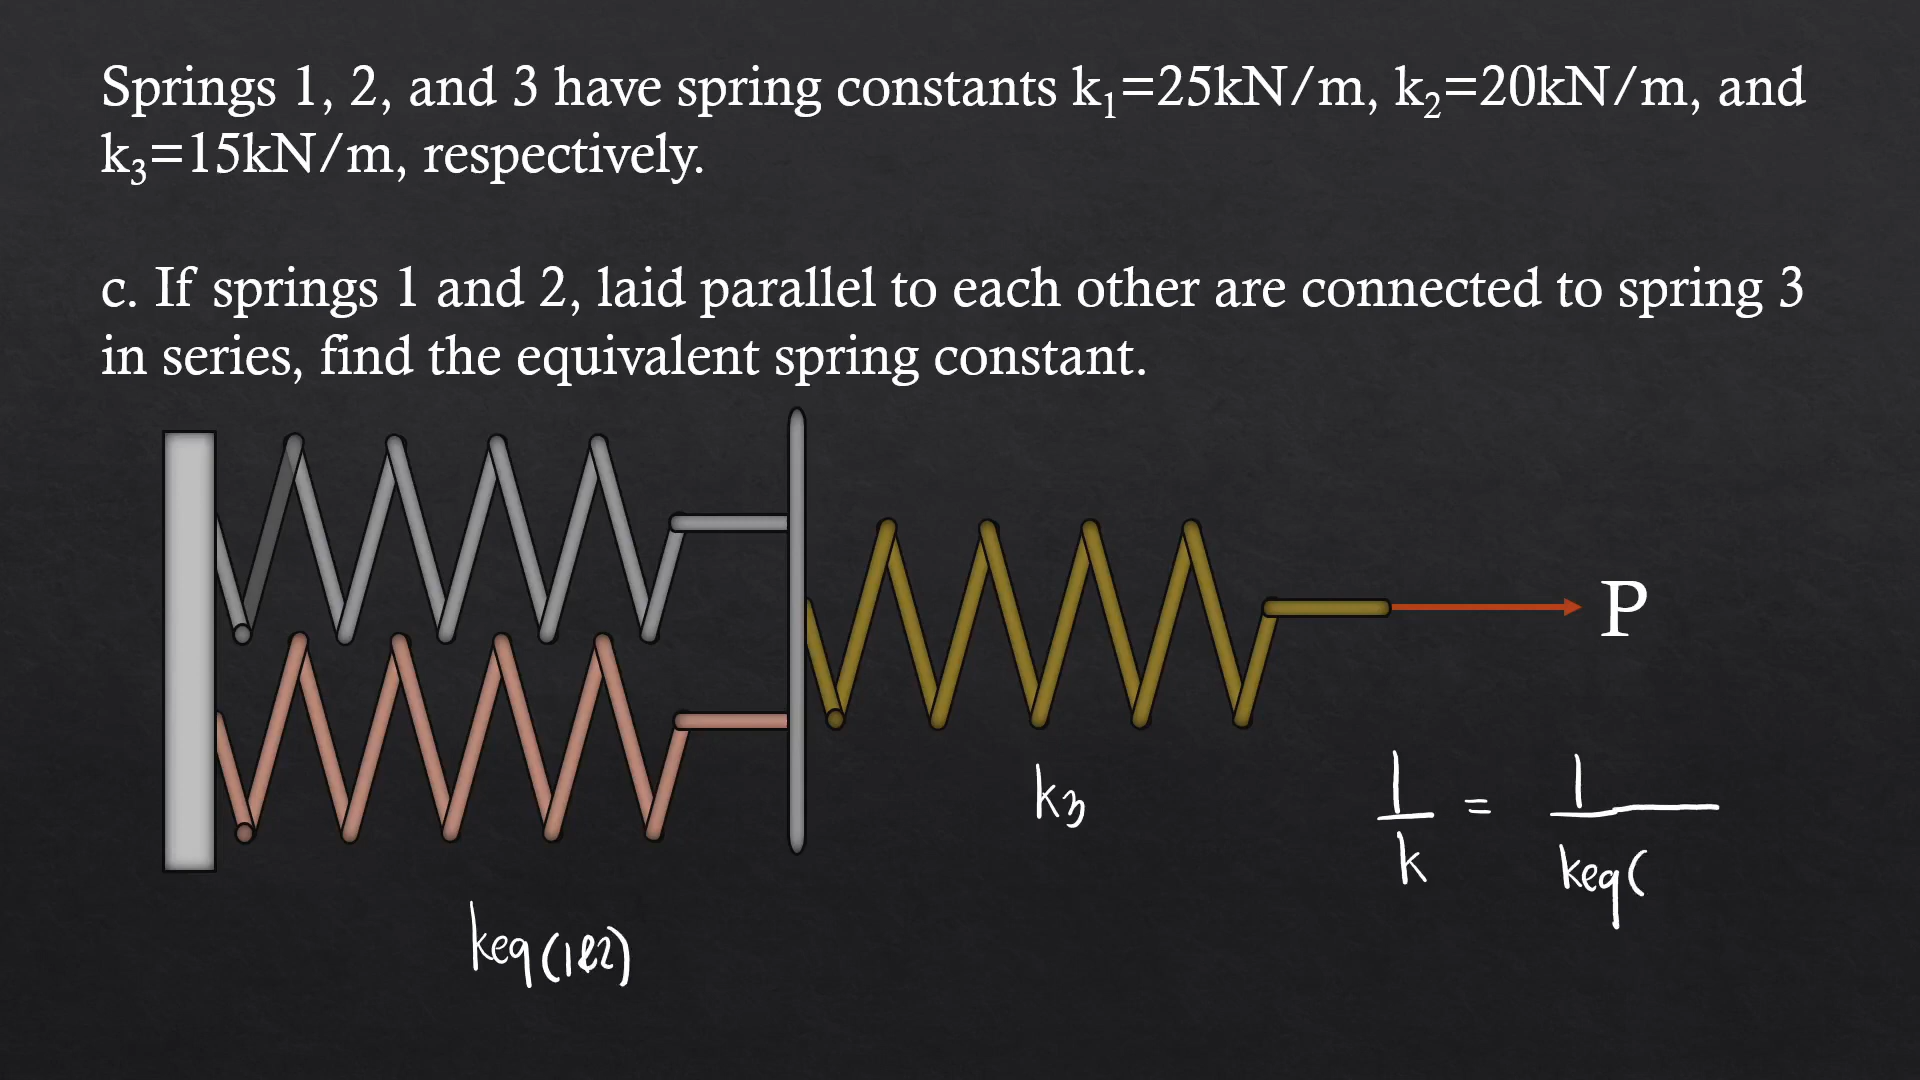 Springs 1, 2, and 3 have spring constants k₁=25kN/m, k₂=20kN/m, and
k₃=15kN/m, respectively.
c. If springs 1 and 2, laid parallel to each other are connected to spring 3
in series, find the equivalent spring constant.
P
k3
1/k = 1/keq(
keq(1&2)